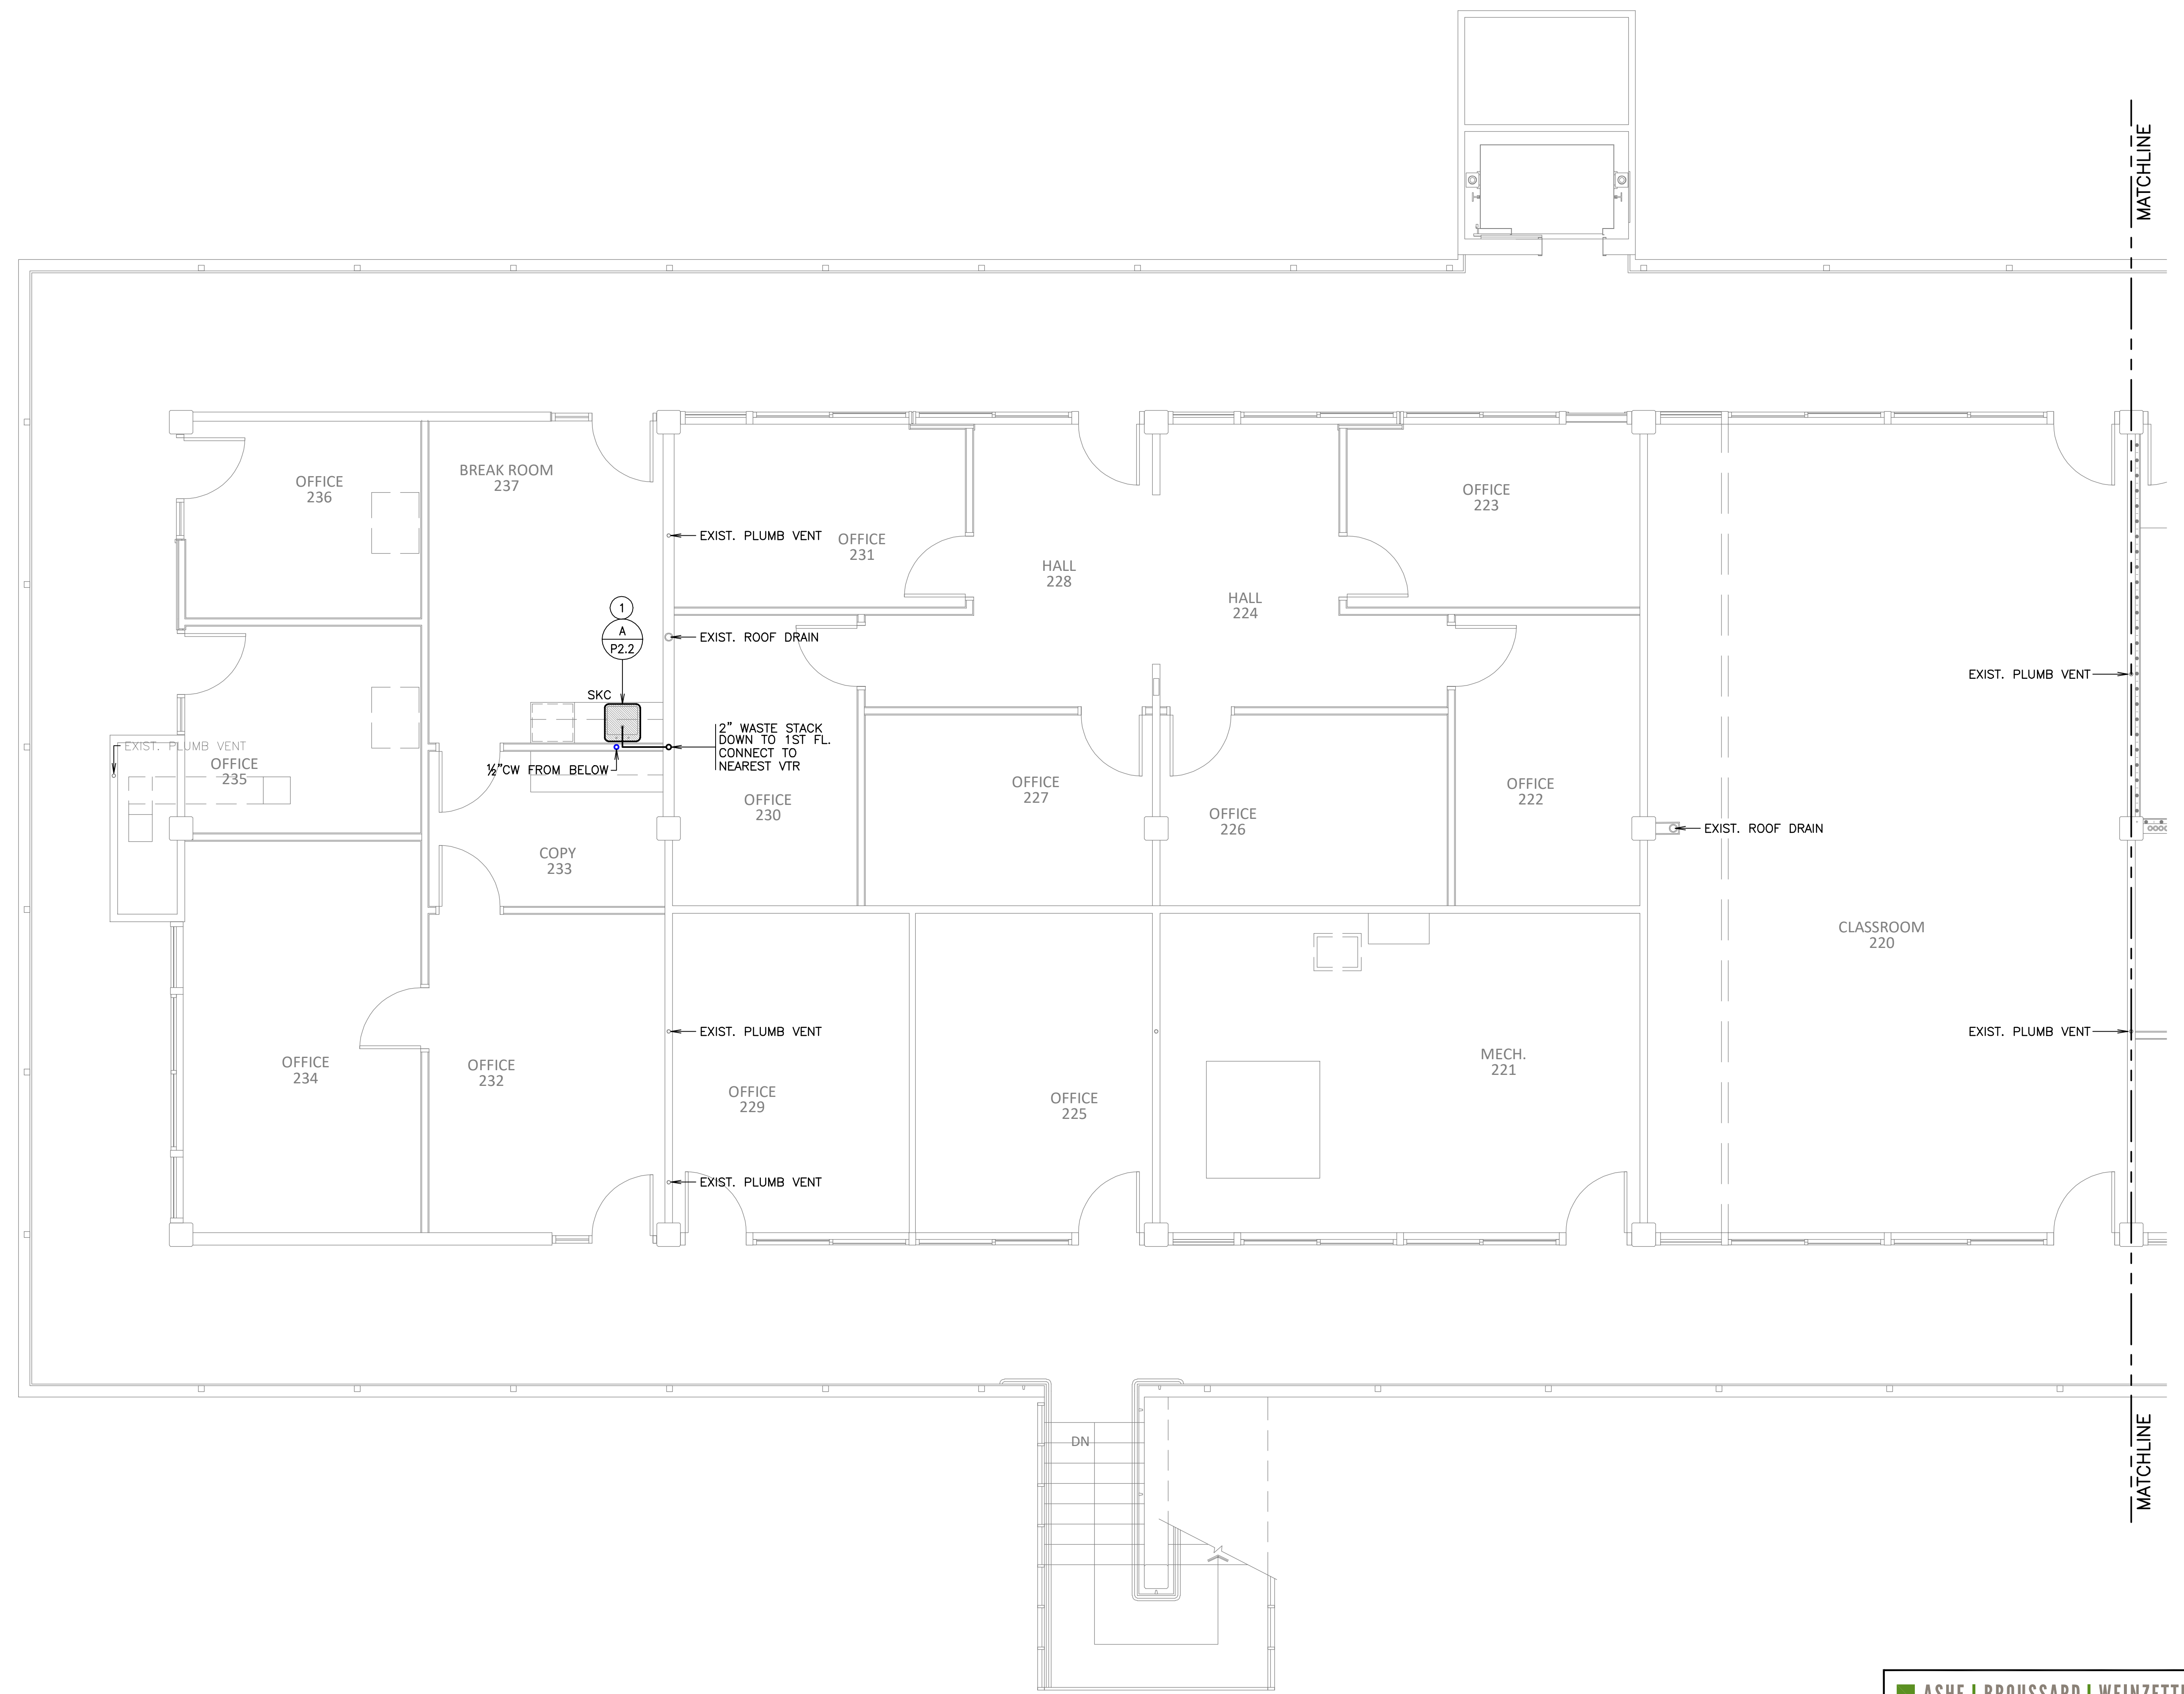 MATCHLINE
OFFICE
236
BREAK ROOM
237
OFFICE
223
EXIST. PLUMB VENT
OFFICE
231
HALL
228
HALL
224
1
A
P2.2
EXIST. ROOF DRAIN
EXIST. PLUMB VENT
SKC
2" WASTE STACK
DOWN TO 1ST FL.
CONNECT TO
NEAREST VTR
EXIST. PLUMB VENT
OFFICE
235
½"CW FROM BELOW
OFFICE
230
OFFICE
227
OFFICE
226
OFFICE
222
EXIST. ROOF DRAIN
COPY
233
CLASSROOM
220
EXIST. PLUMB VENT
EXIST. PLUMB VENT
OFFICE
234
OFFICE
232
MECH.
221
OFFICE
229
OFFICE
225
EXIST. PLUMB VENT
DN
MATCHLINE
ASHE | BROUSSARD |